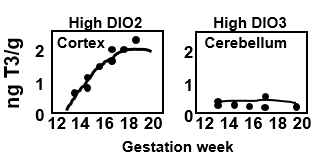 High DIO2 High DIO3
Cortex Cerebellum
ng T3/g
2 2
1 1
0 0
12 14 16 18 20 12 14 16 18 20
Gestation week